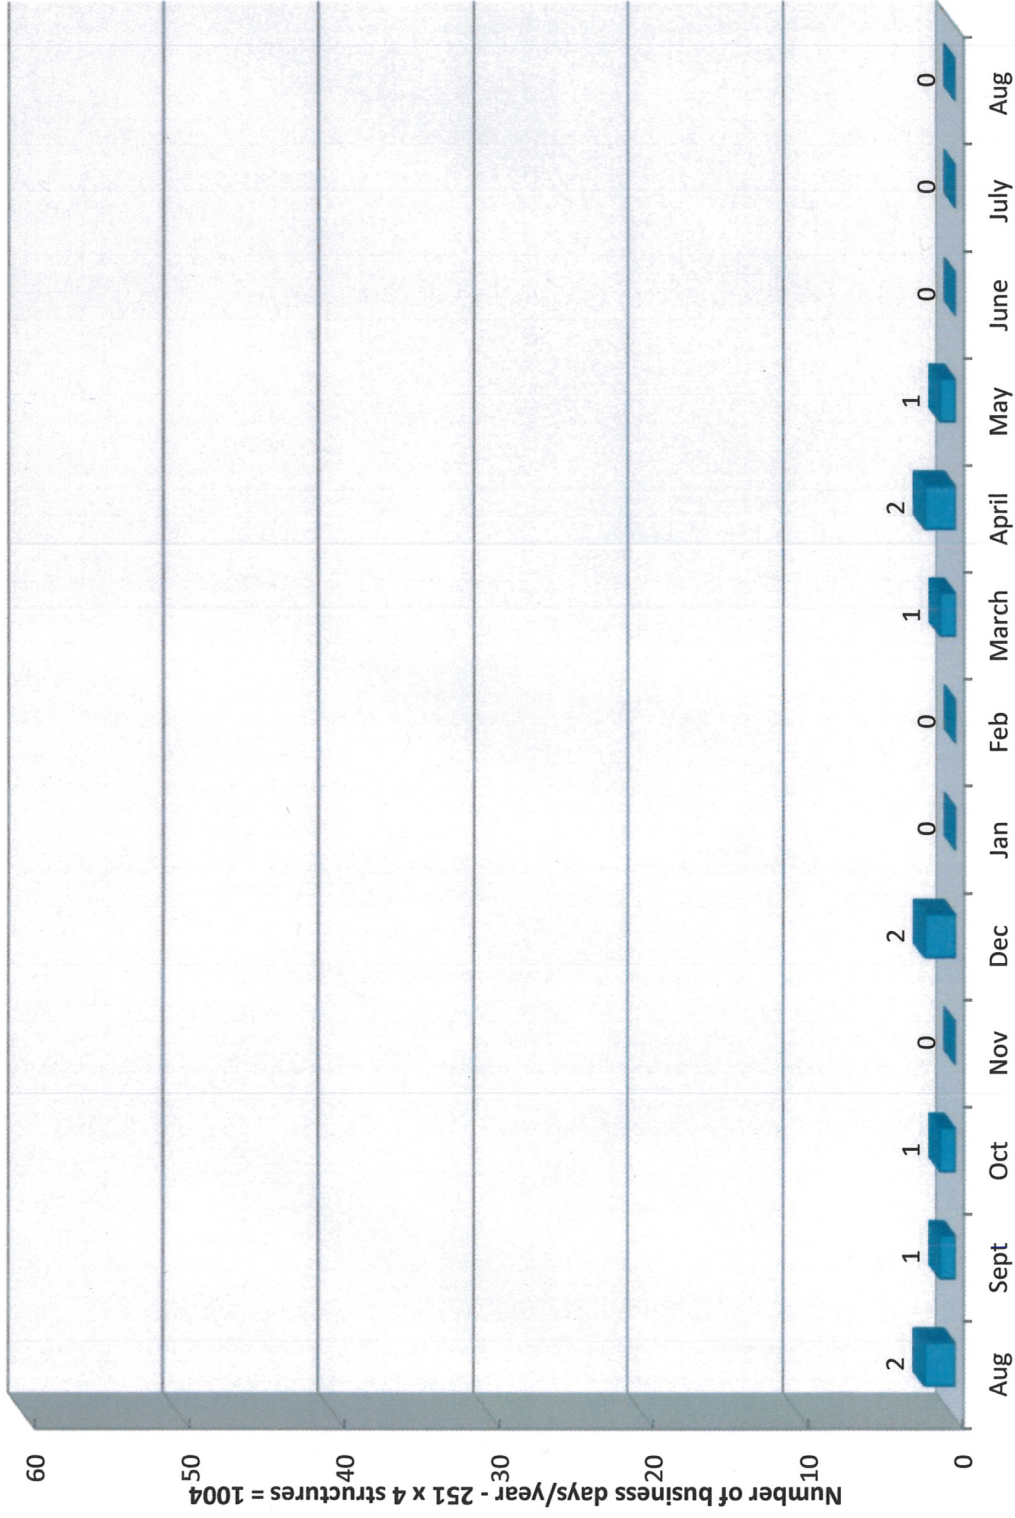 Number of business days/year - 251 x 4 structures = 1004
60
50
40
30
20
10
0
2
1
1
0
2
0
0
1
2
1
0
0
0
Aug
Sept
Oct
Nov
Dec
Jan
Feb
March
April
May
June
July
Aug